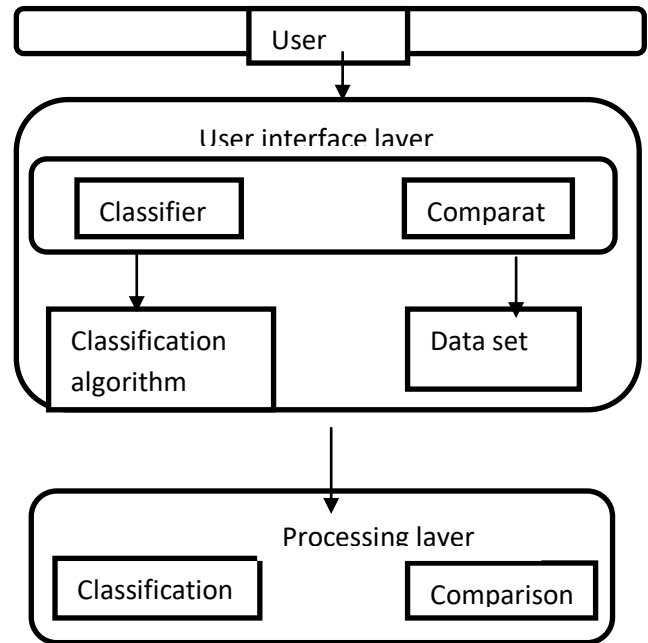 User
User interface layer
Classifier
Comparat
Classification
algorithm
Data set
Processing layer
Classification
Comparison